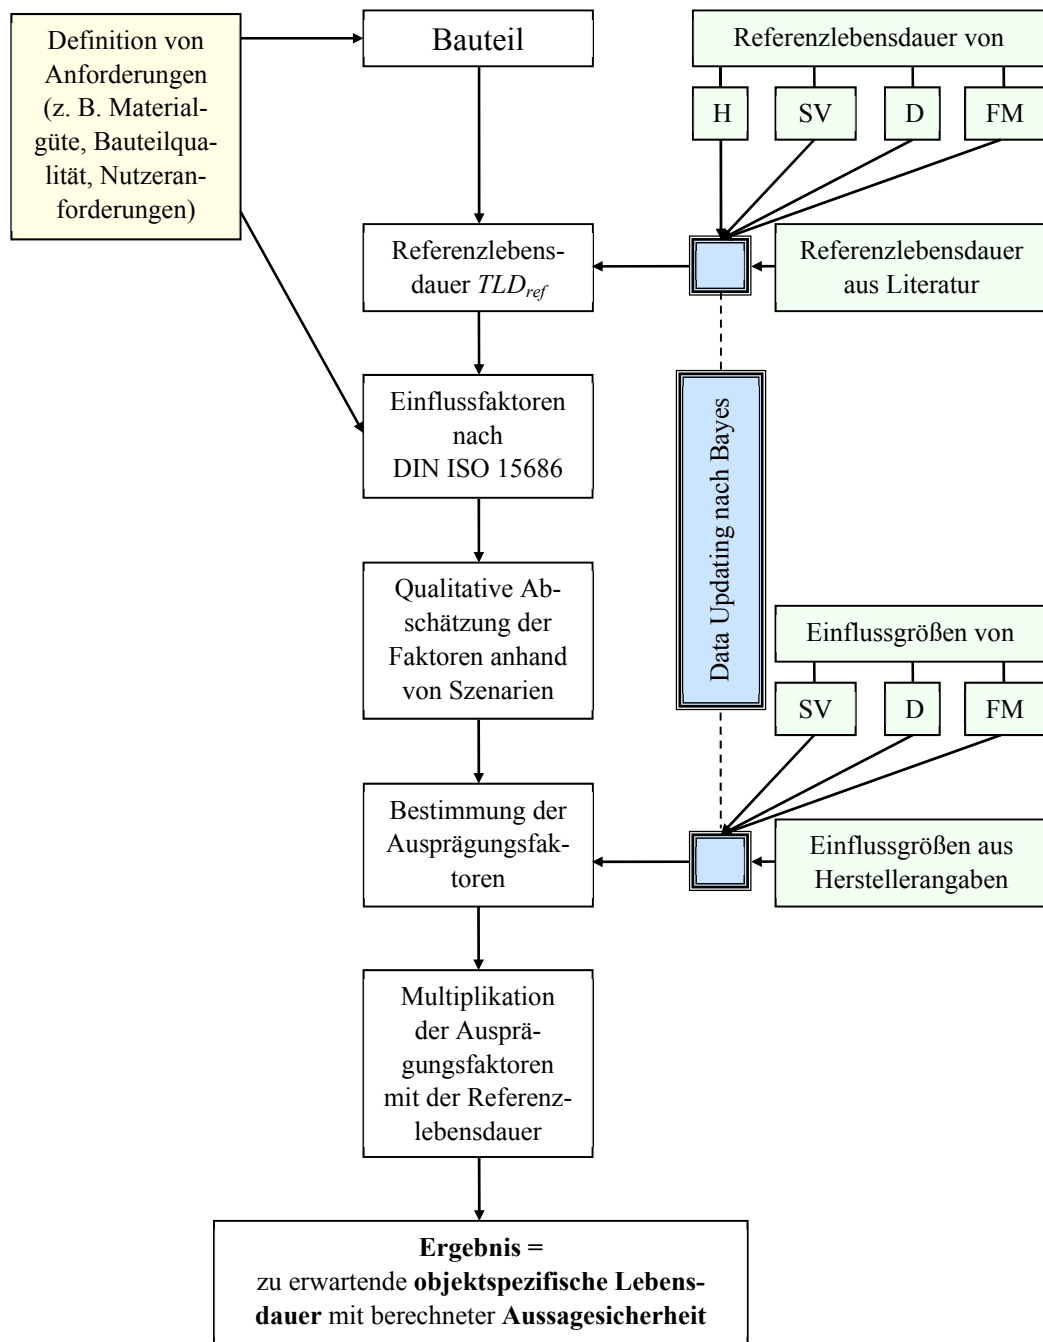 Definition von
Anforderungen
(z. B. Material-
güte, Bauteilqua-
lität, Nutzeran-
forderungen)
Bauteil
Referenzlebensdauer von
H
SV
D
FM
Referenzlebens-
dauer TLDref
Referenzlebensdauer
aus Literatur
Einflussfaktoren
nach
DIN ISO 15686
Data Updating nach Bayes
Qualitative Ab-
schätzung der
Faktoren anhand
von Szenarien
Einflussgrößen von
SV
D
FM
Bestimmung der
Ausprägungsfak-
toren
Einflussgrößen aus
Herstellerangaben
Multiplikation
der Ausprä-
gungsfaktoren
mit der Referenz-
lebensdauer
Ergebnis =
zu erwartende objektspezifische Lebens-
dauer mit berechneter Aussagesicherheit